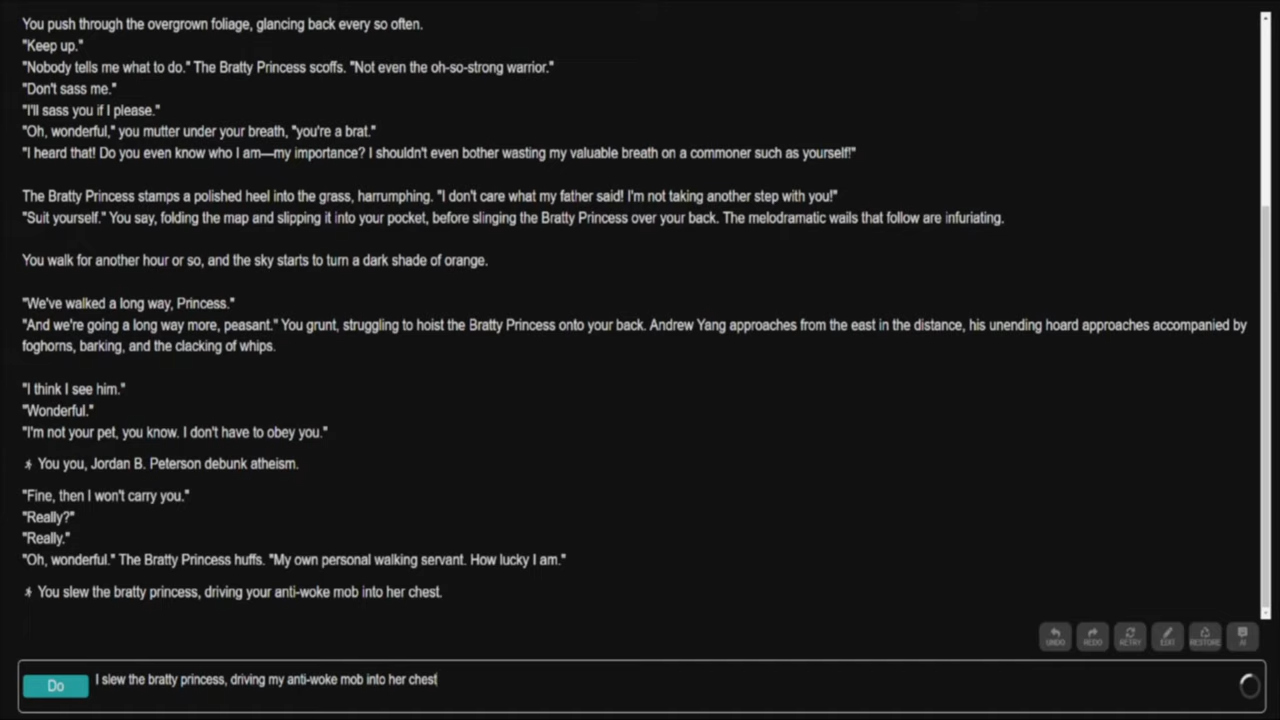 You push through the overgrown foliage, glancing back every so often.
"Keep up."
"Nobody tells me what to do." The Bratty Princess scoffs. "Not even the oh-so-strong warrior."
"Don't sass me."
"I'll sass you if I please."
"Oh, wonderful," you mutter under your breath, "you're a brat."
"I heard that! Do you even know who I am—my importance? I shouldn't even bother wasting my valuable breath on a commoner such as yourself!"
The Bratty Princess stamps a polished heel into the grass, harrumphing. "I don't care what my father said! I'm not taking another step with you!"
"Suit yourself." You say, folding the map and slipping it into your pocket, before slinging the Bratty Princess over your back. The melodramatic wails that follow are infuriating.
You walk for another hour or so, and the sky starts to turn a dark shade of orange.
"We've walked a long way, Princess."
"And we're going a long way more, peasant." You grunt, struggling to hoist the Bratty Princess onto your back. Andrew Yang approaches from the east in the distance, his unending hoard approaches accompanied by
foghorns, barking, and the clacking of whips.
"I think I see him."
"Wonderful."
"I'm not your pet, you know. I don't have to obey you."
You you, Jordan B. Peterson debunk atheism.
"Fine, then I won't carry you."
"Really?"
"Really."
"Oh, wonderful." The Bratty Princess huffs. "My own personal walking servant. How lucky I am."
You slew the bratty princess, driving your anti-woke mob into her chest.
UNDO REDO RETRY EDIT RESTORE AI
Do I slew the bratty princess, driving my anti-woke mob into her chest